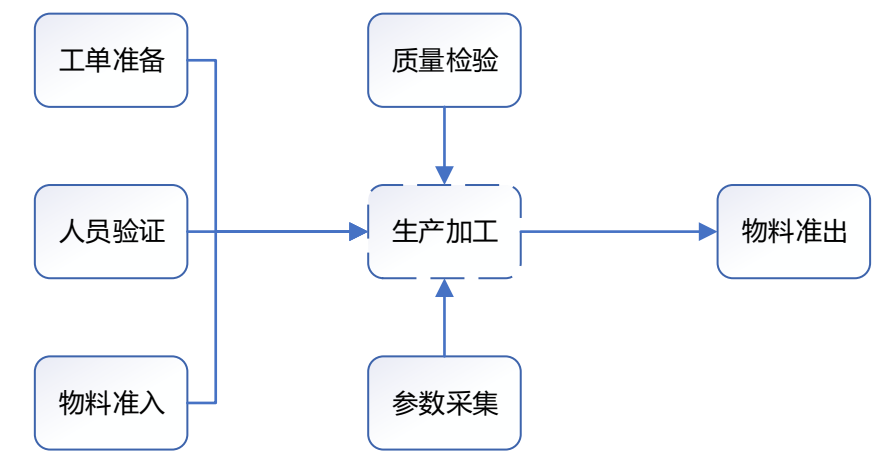 工单准备
质量检验
人员验证
生产加工
物料准出
物料准入
参数采集